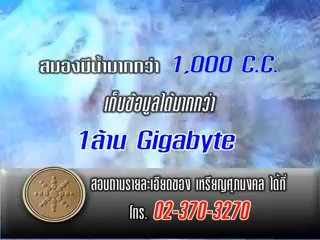 สมองมีน้ำมากกว่า 1,000 C.C.
เก็บข้อมูลได้มากกว่า
1ล้าน Gigabyte
สอบถามรายละเอียดของ เหรียญศุภมงคล ได้ที่
โทร. 02-370-3270